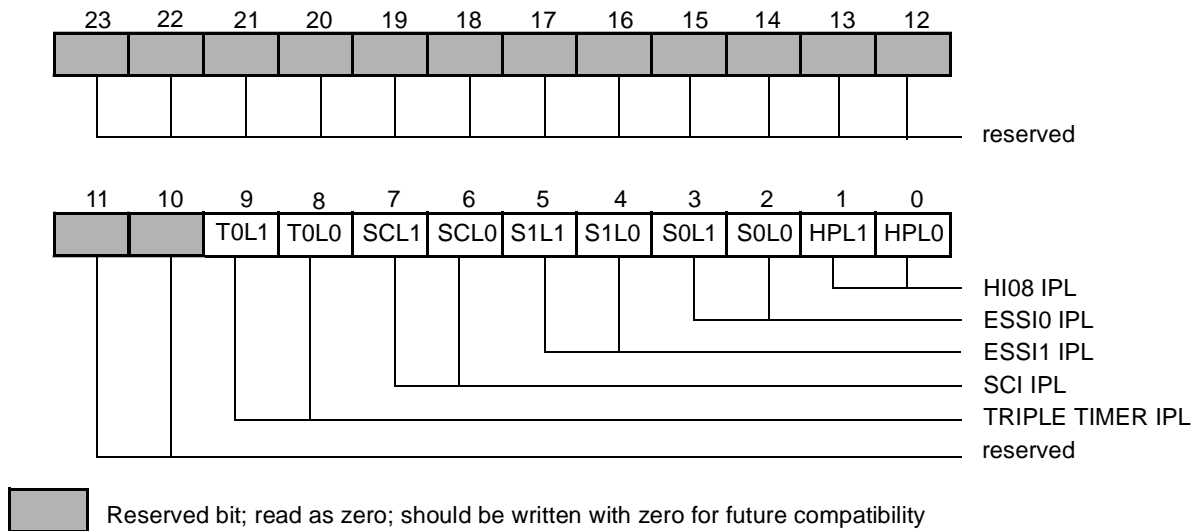 23 22 21 20 19 18 17 16 15 14 13 12
reserved
11 10 9 8 7 6 5 4 3 2 1 0
T0L1 T0L0 SCL1 SCL0 S1L1 S1L0 S0L1 S0L0 HPL1 HPL0
HI08 IPL
ESSI0 IPL
ESSI1 IPL
SCI IPL
TRIPLE TIMER IPL
reserved
Reserved bit; read as zero; should be written with zero for future compatibility